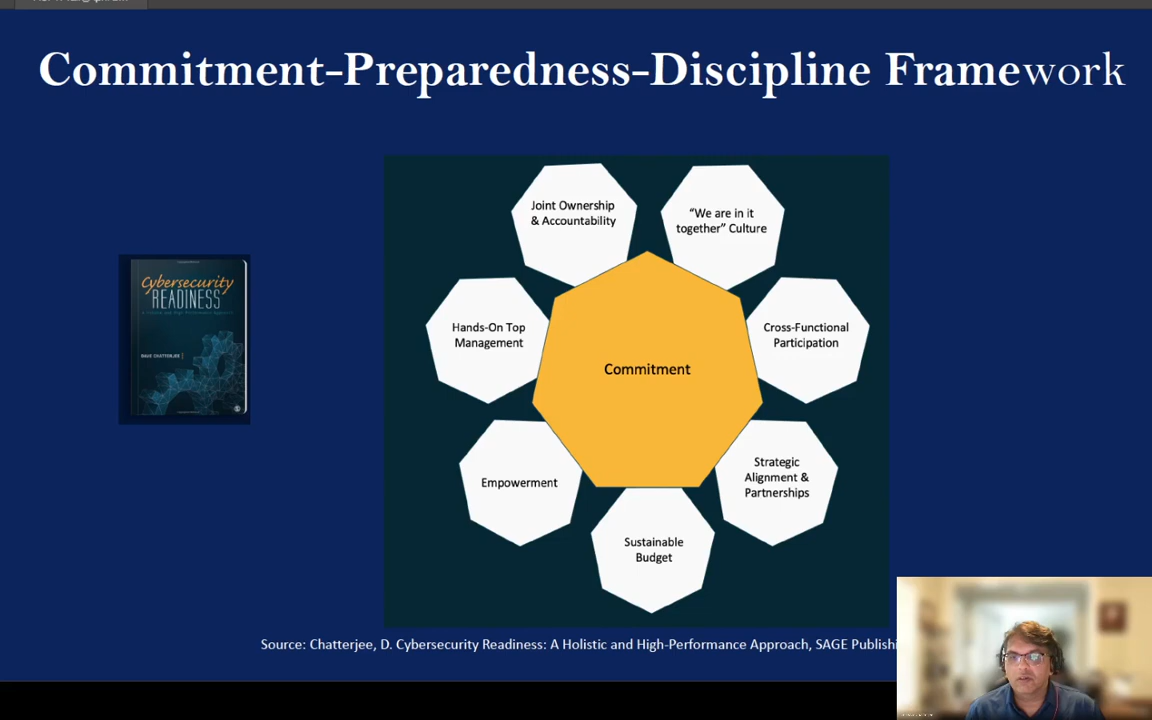 Commitment-Preparedness-Discipline Framework
Joint Ownership
& Accountability
“We are in it
together” Culture
Hands-On Top
Management
Cross-Functional
Participation
Commitment
Cybersecurity
READINESS
DAVE CHATTERJEE
Empowerment
Strategic
Alignment &
Partnerships
Sustainable
Budget
Source: Chatterjee, D. Cybersecurity Readiness: A Holistic and High-Performance Approach, SAGE Publishi